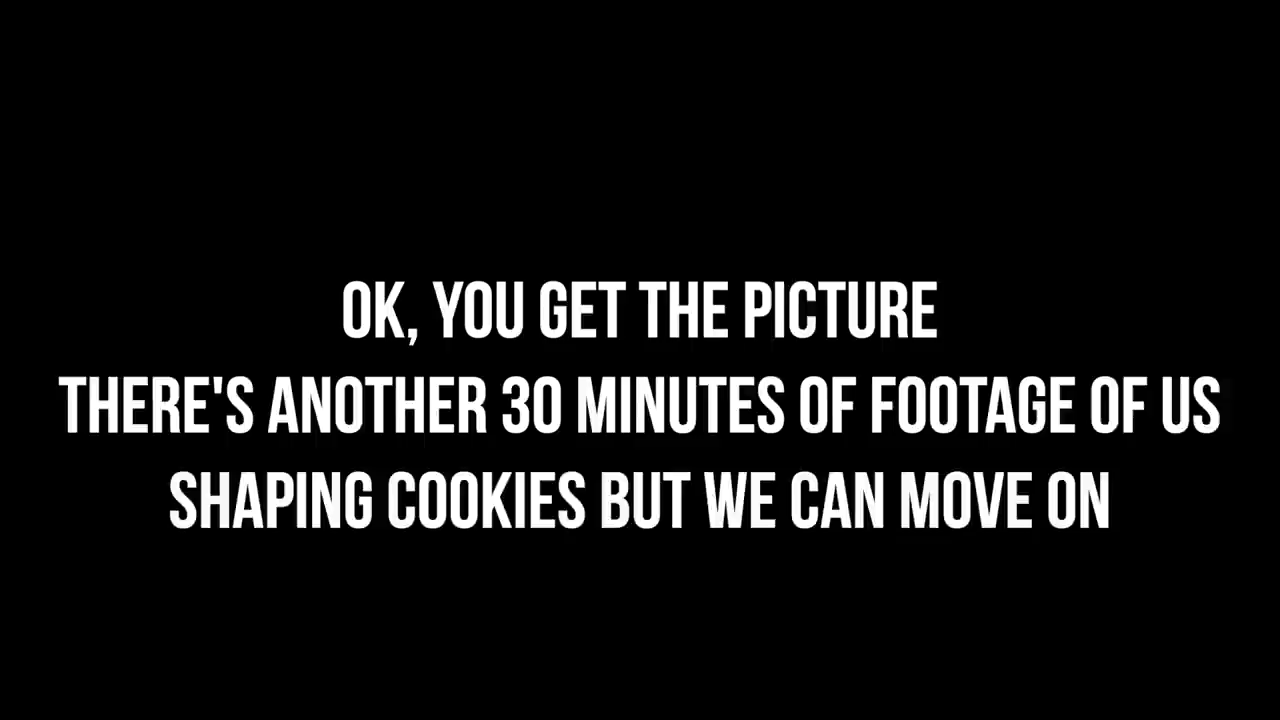 OK, YOU GET THE PICTURE
THERE'S ANOTHER 30 MINUTES OF FOOTAGE OF US
SHAPING COOKIES BUT WE CAN MOVE ON